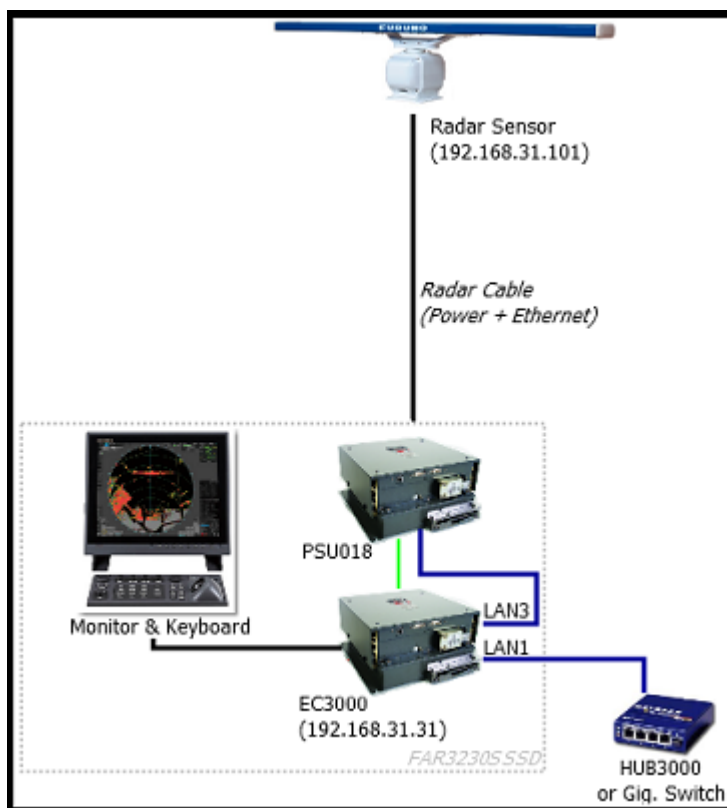 FURUNO
Radar Sensor
(192.168.31.101)
Radar Cable
(Power + Ethernet)
PSU018
LAN3
Monitor & Keyboard
LAN1
EC3000
(192.168.31.31)
FAR3230SSSD
HUB3000
or Gig. Switch